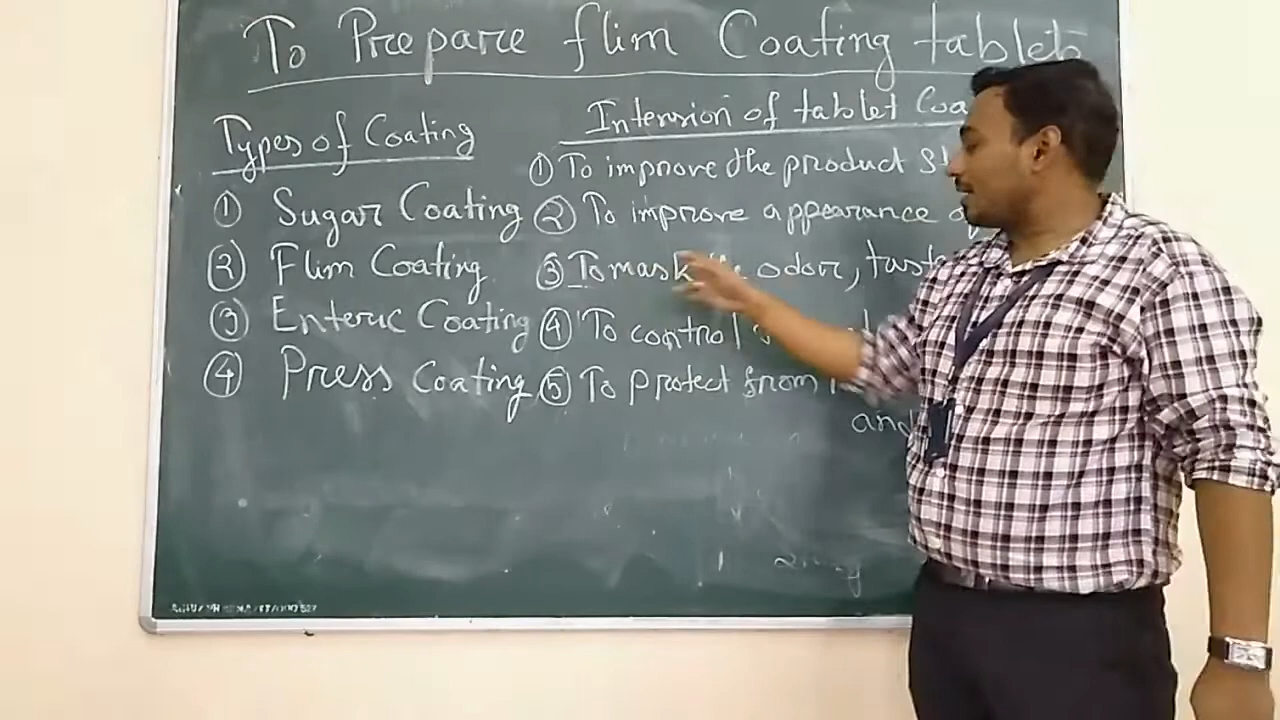 To Prepare flim Coating tablets
Types of Coating
① Sugar Coating
② Flim Coating
③ Enteric Coating
④ Press Coating
Intension of tablet Coa
① To improve the product
② To improve appearance
③ To mask odor, tast
④ To control
⑤ To protect from
and